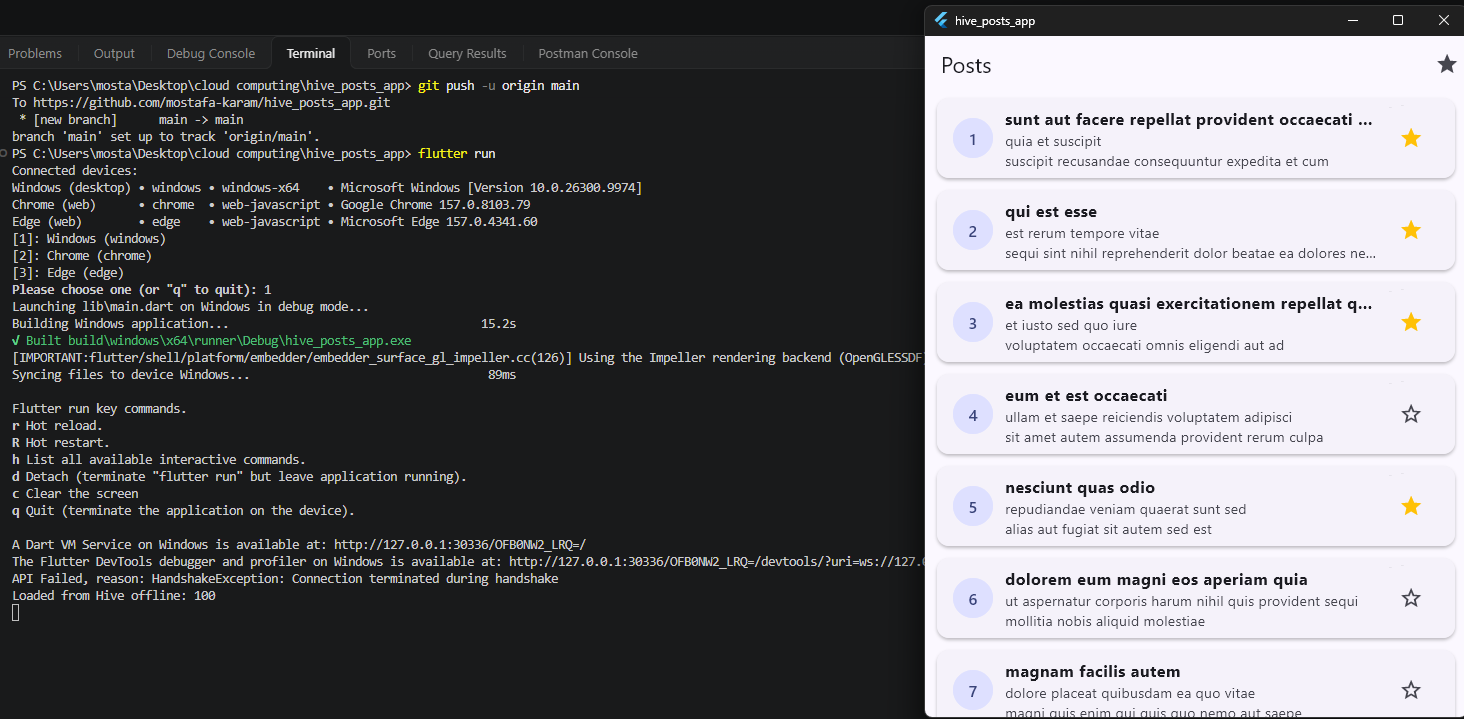 Problems Output Debug Console Terminal Ports Query Results Postman Console
PS C:\Users\mosta\Desktop\cloud computing\hive_posts_app> git push -u origin main
To https://github.com/mostafa-karam/hive_posts_app.git
* [new branch] main -> main
branch 'main' set up to track 'origin/main'.
PS C:\Users\mosta\Desktop\cloud computing\hive_posts_app> flutter run
Connected devices:
Windows (desktop) • windows • windows-x64 • Microsoft Windows [Version 10.0.26300.9974]
Chrome (web) • chrome • web-javascript • Google Chrome 157.0.8103.79
Edge (web) • edge • web-javascript • Microsoft Edge 157.0.4341.60
[1]: Windows (windows)
[2]: Chrome (chrome)
[3]: Edge (edge)
Please choose one (or "q" to quit): 1
Launching lib\main.dart on Windows in debug mode...
Building Windows application... 15.2s
√ Built build\windows\x64\runner\Debug\hive_posts_app.exe
[IMPORTANT:flutter/shell/platform/embedder/embedder_surface_gl_impeller.cc(126)] Using the Impeller rendering backend (OpenGLESSDF)
Syncing files to device Windows... 89ms
Flutter run key commands.
r Hot reload.
R Hot restart.
h List all available interactive commands.
d Detach (terminate "flutter run" but leave application running).
c Clear the screen
q Quit (terminate the application on the device).
A Dart VM Service on Windows is available at: http://127.0.0.1:30336/OFB0NW2_LRQ=/
The Flutter DevTools debugger and profiler on Windows is available at: http://127.0.0.1:30336/OFB0NW2_LRQ=/devtools/?uri=ws://127.
API Failed, reason: HandshakeException: Connection terminated during handshake
Loaded from Hive offline: 100
hive_posts_app
Posts
1
sunt aut facere repellat provident occaecati ...
quia et suscipit
suscipit recusandae consequuntur expedita et cum
2
qui est esse
est rerum tempore vitae
sequi sint nihil reprehenderit dolor beatae ea dolores ne...
3
ea molestias quasi exercitationem repellat q...
et iusto sed quo iure
voluptatem occaecati omnis eligendi aut ad
4
eum et est occaecati
ullam et saepe reiciendis voluptatem adipisci
sit amet autem assumenda provident rerum culpa
5
nesciunt quas odio
repudiandae veniam quaerat sunt sed
alias aut fugiat sit autem sed est
6
dolorem eum magni eos aperiam quia
ut aspernatur corporis harum nihil quis provident sequi
mollitia nobis aliquid molestiae
7
magnam facilis autem
dolore placeat quibusdam ea quo vitae
magni quis enim qui quis quo nemo aut saepe